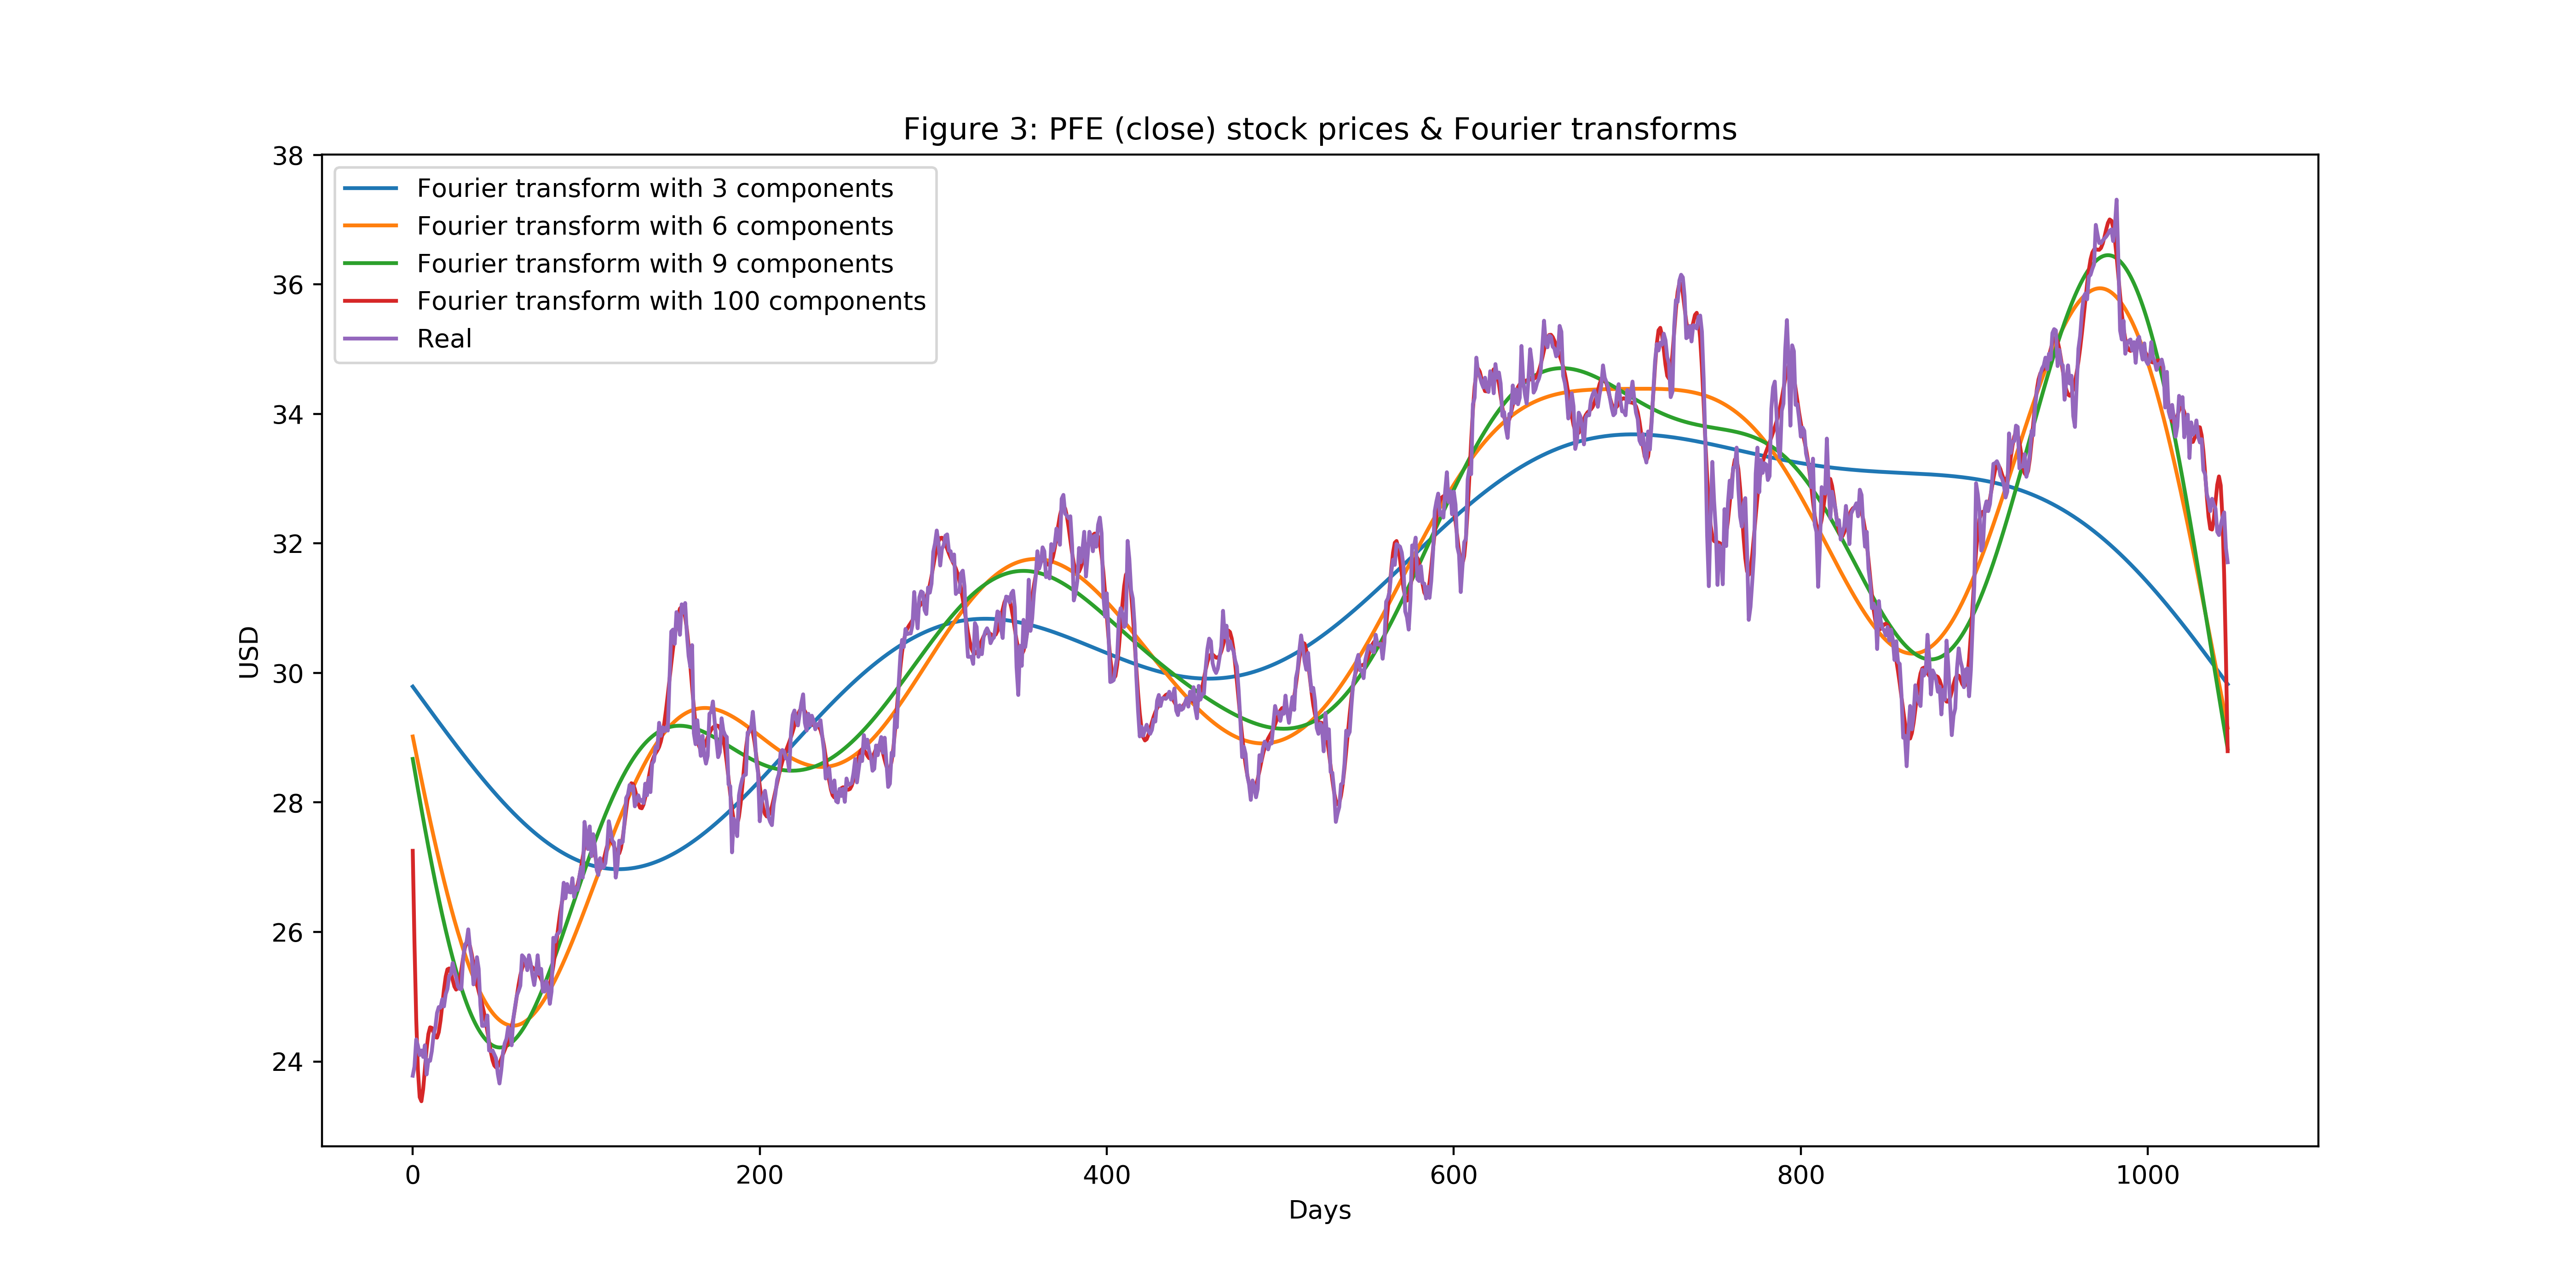 Figure 3: PFE (close) stock prices & Fourier transforms
38
36
34
32
30
28
26
24
USD
Fourier transform with 3 components
Fourier transform with 6 components
Fourier transform with 9 components
Fourier transform with 100 components
Real
0 200 400 600 800 1000
Days